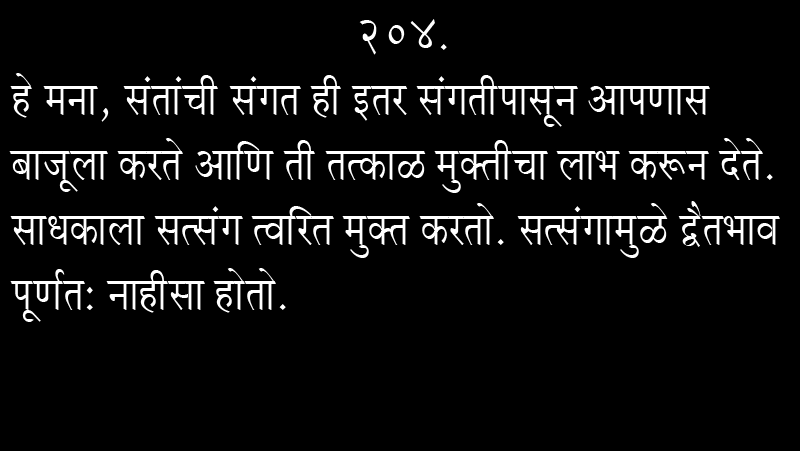 २०४.
हे मना, संतांची संगत ही इतर संगतीपासून आपणास
बाजूला करते आणि ती तत्काळ मुक्तीचा लाभ करून देते.
साधकाला सत्संग त्वरित मुक्त करतो. सत्संगामुळे द्वैतभाव
पूर्णत: नाहीसा होतो.